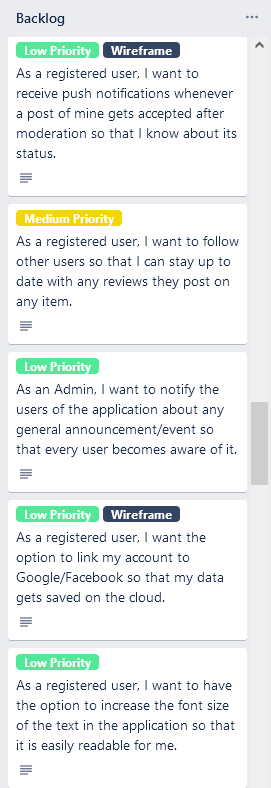 Backlog
Low Priority Wireframe
As a registered user, I want to
receive push notifications whenever
a post of mine gets accepted after
moderation so that I know about its
status.
Medium Priority
As a registered user, I want to follow
other users so that I can stay up to
date with any reviews they post on
any item.
Low Priority
As an Admin, I want to notify the
users of the application about any
general announcement/event so
that every user becomes aware of it.
Low Priority Wireframe
As a registered user, I want the
option to link my account to
Google/Facebook so that my data
gets saved on the cloud.
Low Priority
As a registered user, I want to have
the option to increase the font size
of the text in the application so that
it is easily readable for me.